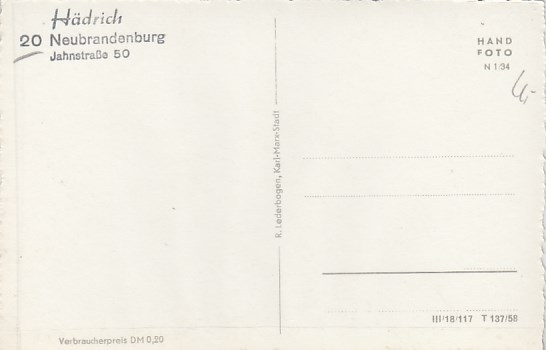 Hädrich
20 Neubrandenburg
Jahnstraße 50
HAND
FOTO
N 1/34
K. Lederbogen, Karl-Marx-Stadt
III/18/117 T 137/58
Verbraucherpreis DM 0,20